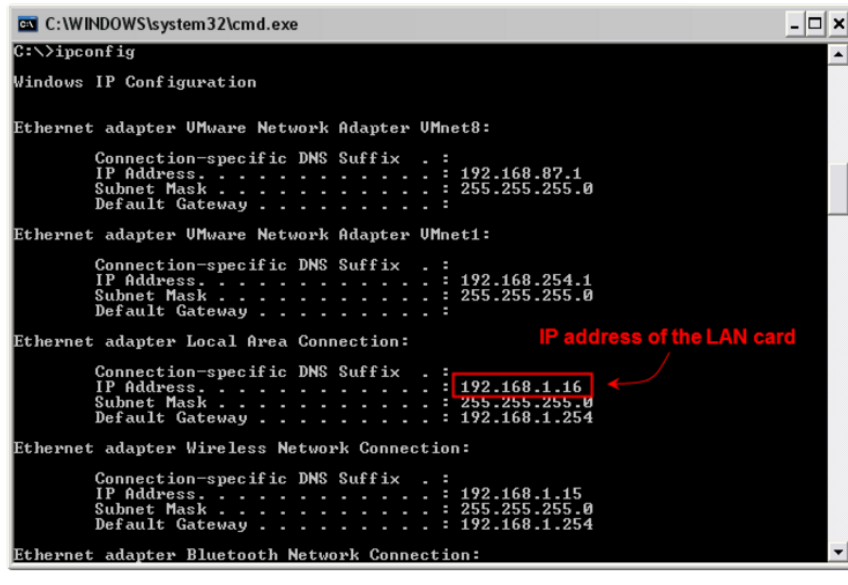 C:\WINDOWS\system32\cmd.exe
C:\>ipconfig
Windows IP Configuration
Ethernet adapter VMware Network Adapter VMnet8:
Connection-specific DNS Suffix . :
IP Address. . . . . . . . . . . . : 192.168.87.1
Subnet Mask . . . . . . . . . . . : 255.255.255.0
Default Gateway . . . . . . . . . :
Ethernet adapter VMware Network Adapter VMnet1:
Connection-specific DNS Suffix . :
IP Address. . . . . . . . . . . . : 192.168.254.1
Subnet Mask . . . . . . . . . . . : 255.255.255.0
Default Gateway . . . . . . . . . :
Ethernet adapter Local Area Connection:
IP address of the LAN card
Connection-specific DNS Suffix . :
IP Address. . . . . . . . . . . . : 192.168.1.16
Subnet Mask . . . . . . . . . . . : 255.255.255.0
Default Gateway . . . . . . . . . : 192.168.1.254
Ethernet adapter Wireless Network Connection:
Connection-specific DNS Suffix . :
IP Address. . . . . . . . . . . . : 192.168.1.15
Subnet Mask . . . . . . . . . . . : 255.255.255.0
Default Gateway . . . . . . . . . : 192.168.1.254
Ethernet adapter Bluetooth Network Connection: